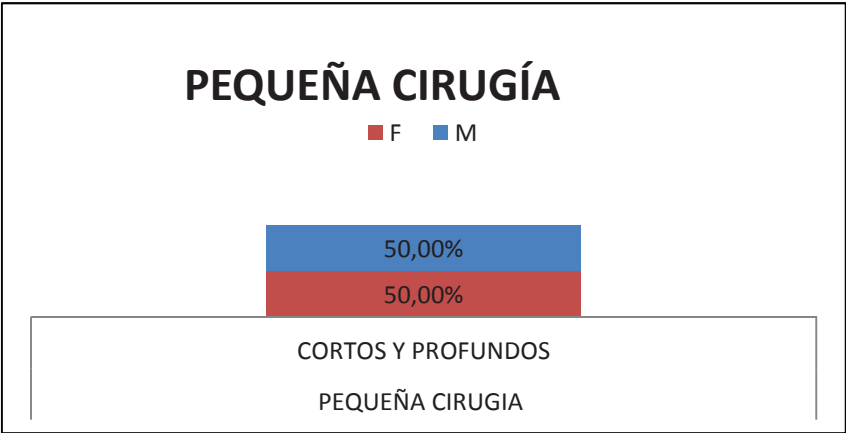 PEQUEÑA CIRUGÍA
F M
50,00%
50,00%
CORTOS Y PROFUNDOS
PEQUEÑA CIRUGIA